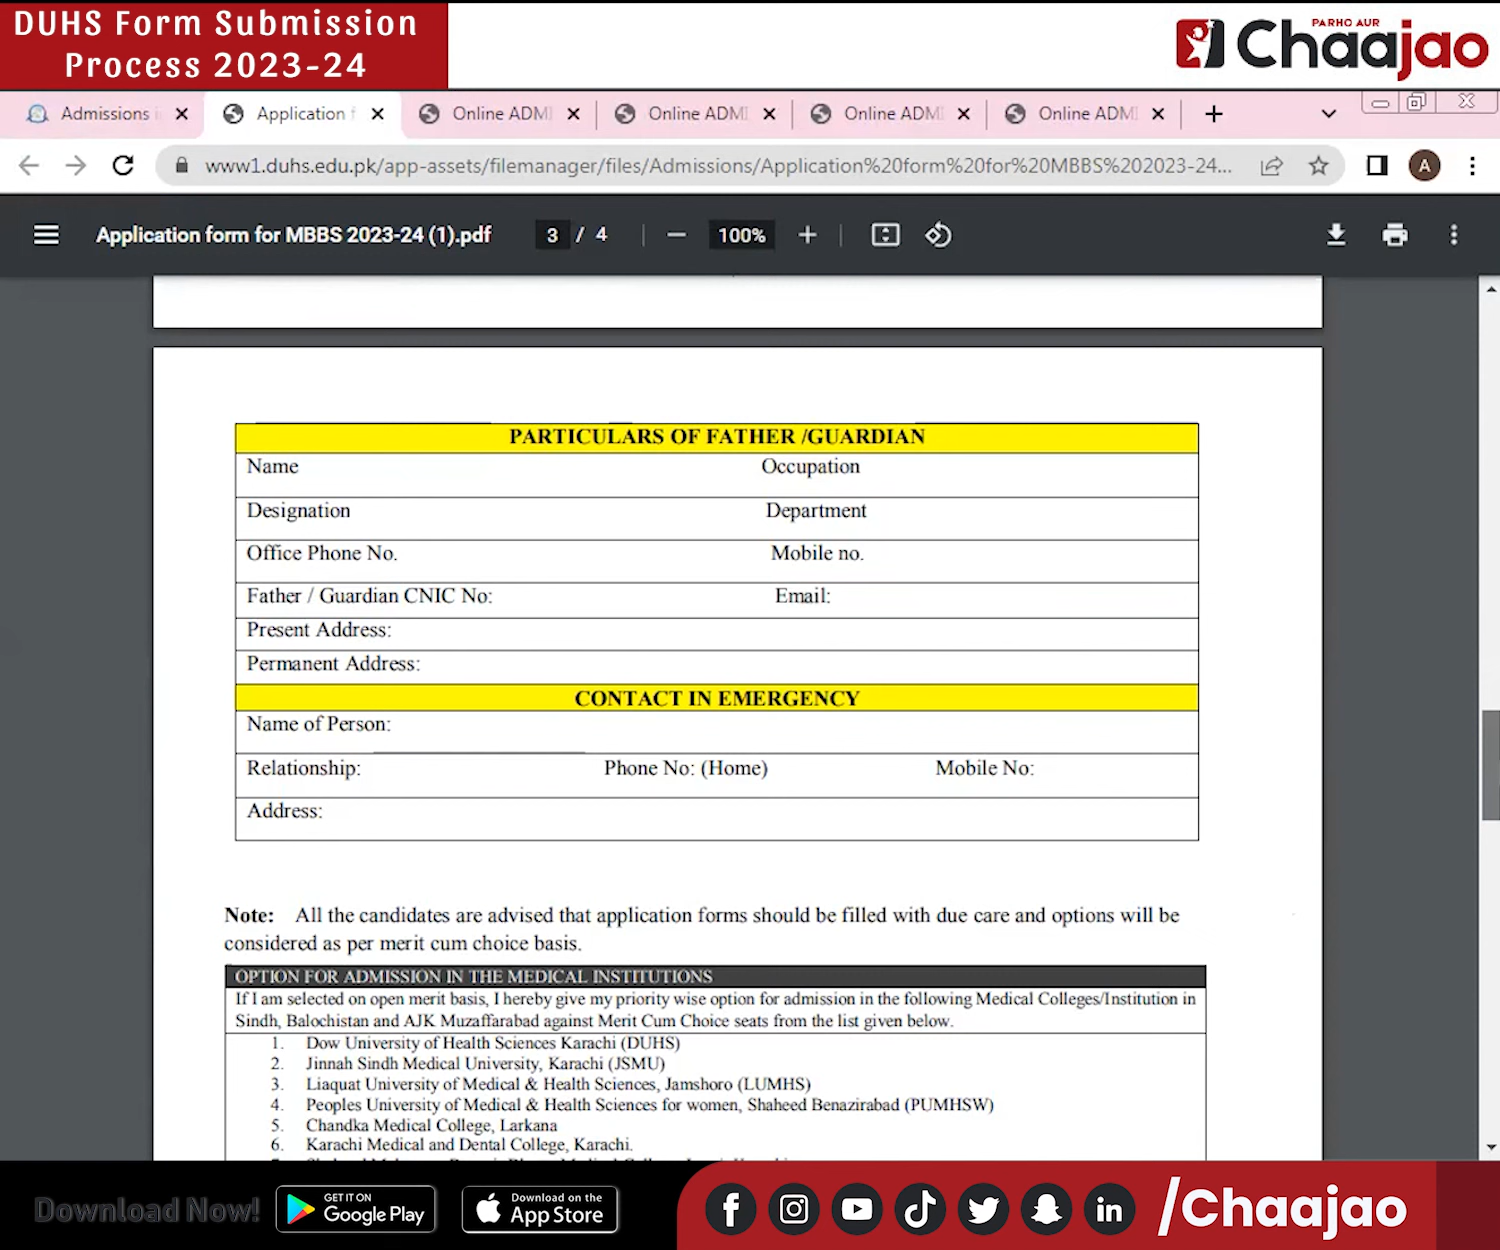 DUHS Form Submission
Process 2023-24
PARHO AUR
Chaajao
Admissions i
Application f
Online ADMI
Online ADMI
Online ADMI
Online ADMI
www1.duhs.edu.pk/app-assets/filemanager/files/Admissions/Application%20form%20for%20MBBS%202023-24...
A
Application form for MBBS 2023-24 (1).pdf
3 / 4
100%
PARTICULARS OF FATHER /GUARDIAN
Name Occupation
Designation Department
Office Phone No. Mobile no.
Father / Guardian CNIC No: Email:
Present Address:
Permanent Address:
CONTACT IN EMERGENCY
Name of Person:
Relationship: Phone No: (Home) Mobile No:
Address:
Note: All the candidates are advised that application forms should be filled with due care and options will be
considered as per merit cum choice basis.
OPTION FOR ADMISSION IN THE MEDICAL INSTITUTIONS
If I am selected on open merit basis, I hereby give my priority wise option for admission in the following Medical Colleges/Institution in
Sindh, Balochistan and AJK Muzaffarabad against Merit Cum Choice seats from the list given below.
1. Dow University of Health Sciences Karachi (DUHS)
2. Jinnah Sindh Medical University, Karachi (JSMU)
3. Liaquat University of Medical & Health Sciences, Jamshoro (LUMHS)
4. Peoples University of Medical & Health Sciences for women, Shaheed Benazirabad (PUMHSW)
5. Chandka Medical College, Larkana
6. Karachi Medical and Dental College, Karachi.
Download Now!
GET IT ON
Google Play
Download on the
App Store
/Chaajao